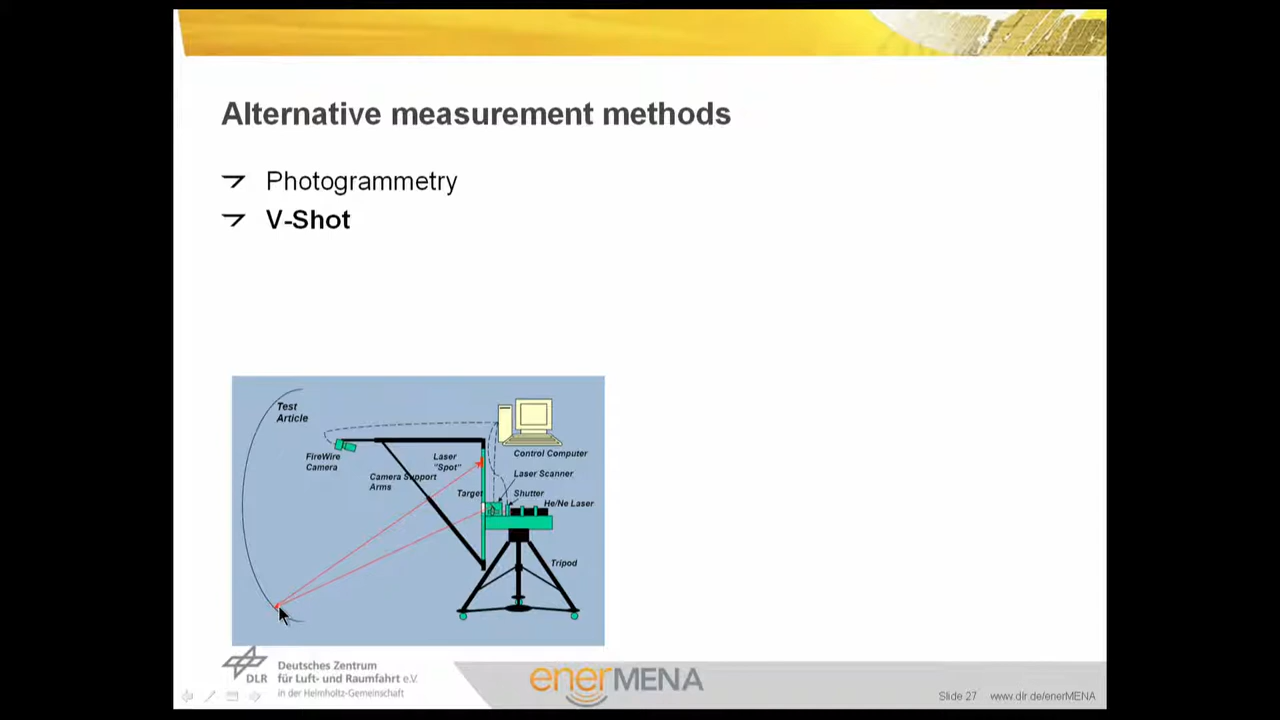 Alternative measurement methods
Photogrammetry
V-Shot
Test
Article
FireWire
Camera
Camera Support
Arms
Laser
"Spot"
Target
Control Computer
Laser Scanner
Shutter
He/Ne Laser
Tripod
DLR
Deutsches Zentrum
für Luft- und Raumfahrt e.V.
in der Helmholtz-Gemeinschaft
enerMENA
Slide 27 www.dlr.de/enerMENA